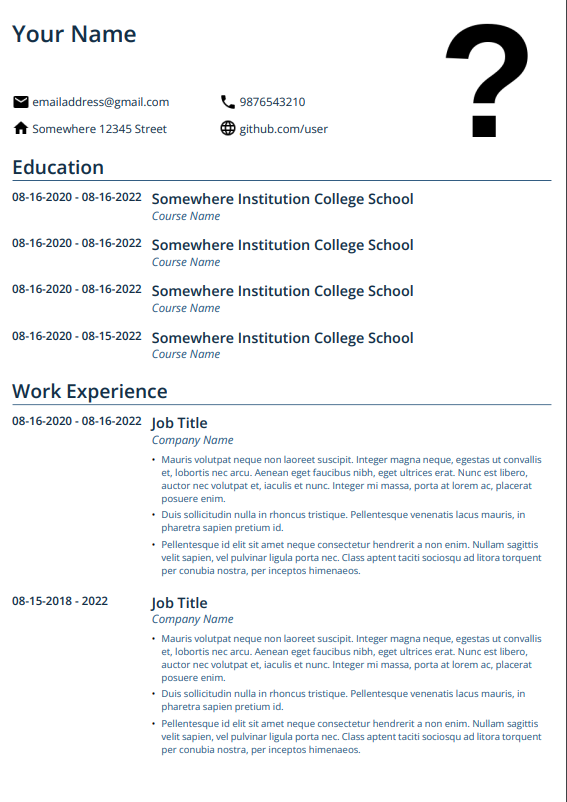 Your Name
?
emailaddress@gmail.com
9876543210
Somewhere 12345 Street
github.com/user
Education
08-16-2020 - 08-16-2022 Somewhere Institution College School
Course Name
08-16-2020 - 08-16-2022 Somewhere Institution College School
Course Name
08-16-2020 - 08-16-2022 Somewhere Institution College School
Course Name
08-16-2020 - 08-15-2022 Somewhere Institution College School
Course Name
Work Experience
08-16-2020 - 08-16-2022 Job Title
Company Name
• Mauris volutpat neque non laoreet suscipit. Integer magna neque, egestas ut convallis
et, lobortis nec arcu. Aenean eget faucibus nibh, eget ultrices erat. Nunc est libero,
auctor nec volutpat et, iaculis et nunc. Integer mi massa, porta at lorem ac, placerat
posuere enim.
• Duis sollicitudin nulla in rhoncus tristique. Pellentesque venenatis lacus mauris, in
pharetra sapien pretium id.
• Pellentesque id elit sit amet neque consectetur hendrerit a non enim. Nullam sagittis
velit sapien, vel pulvinar ligula porta nec. Class aptent taciti sociosqu ad litora torquent
per conubia nostra, per inceptos himenaeos.
08-15-2018 - 2022 Job Title
Company Name
• Mauris volutpat neque non laoreet suscipit. Integer magna neque, egestas ut convallis
et, lobortis nec arcu. Aenean eget faucibus nibh, eget ultrices erat. Nunc est libero,
auctor nec volutpat et, iaculis et nunc. Integer mi massa, porta at lorem ac, placerat
posuere enim.
• Duis sollicitudin nulla in rhoncus tristique. Pellentesque venenatis lacus mauris, in
pharetra sapien pretium id.
• Pellentesque id elit sit amet neque consectetur hendrerit a non enim. Nullam sagittis
velit sapien, vel pulvinar ligula porta nec. Class aptent taciti sociosqu ad litora torquent
per conubia nostra, per inceptos himenaeos.